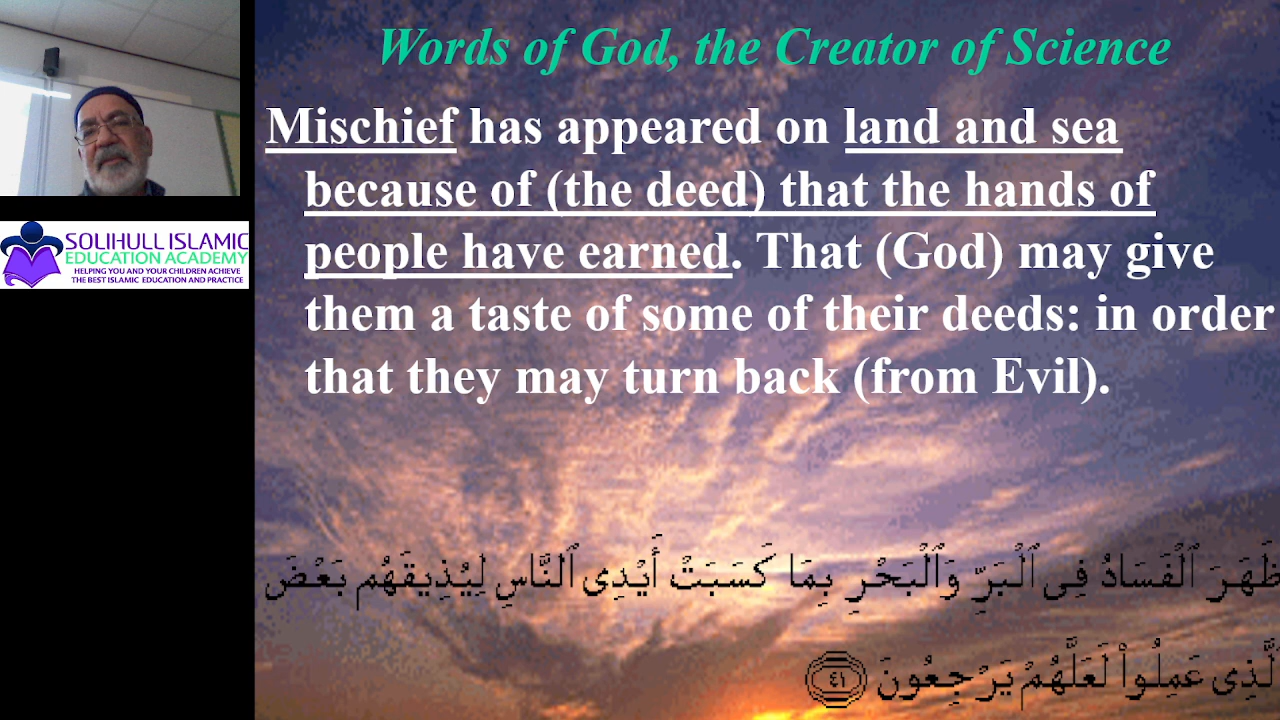 Words of God, the Creator of Science
Mischief has appeared on land and sea
because of (the deed) that the hands of
people have earned. That (God) may give
them a taste of some of their deeds: in order
that they may turn back (from Evil).
SOLIHULL ISLAMIC
EDUCATION ACADEMY
HELPING YOU AND YOUR CHILDREN ACHIEVE
THE BEST ISLAMIC EDUCATION AND PRACTICE
ظَهَرَ ٱلْفَسَادُ فِى ٱلْبَرِّ وَٱلْبَحْرِ بِمَا كَسَبَتْ أَيْدِى ٱلنَّاسِ لِيُذِيقَهُم بَعْضَ
ٱلَّذِى عَمِلُوا۟ لَعَلَّهُمْ يَرْجِعُونَ ٤١